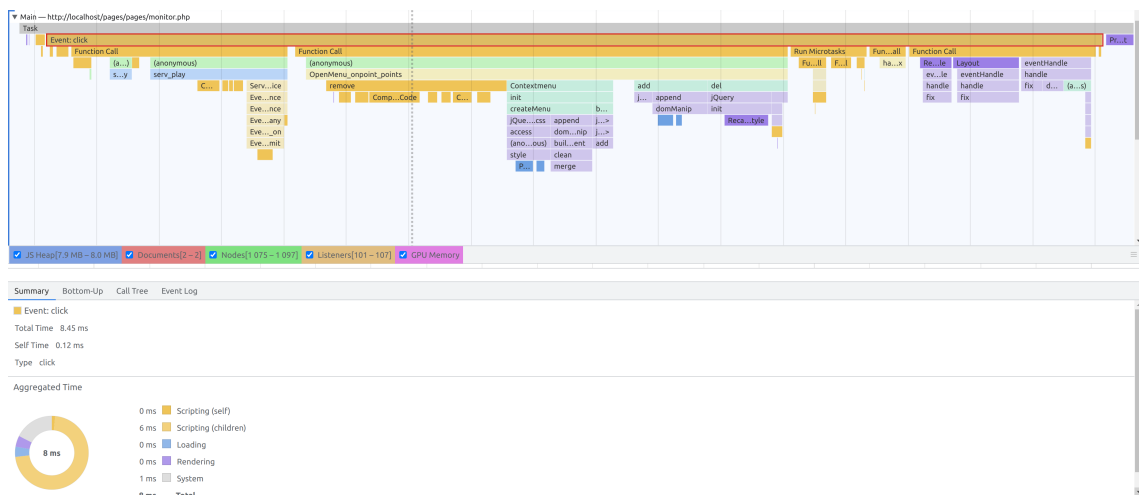 Main — http://localhost/pages/pages/monitor.php
Task
Event: click Pr...t
Function Call Function Call Run Microtasks Fun...all Function Call
(a...) (anonymous) (anonymous) Fu...ll F...l ha...x Re...le Layout eventHandle
s...y serv_play OpenMenu_onpoint_points ev...le eventHandle handle
C... Serv...ice remove Contextmenu add del handle handle fix d... (a...s)
Eve...nce Comp...Code C... init j... append jQuery fix fix
Eve...nce createMenu b... domManip init
Eve...any jQue....css append j...> Reca...tyle
Eve..._on access dom...nip j...>
Eve...mit (ano...ous) buil...ent add
style clean
P... merge
JS Heap[7.9 MB – 8.0 MB] Documents[2 – 2] Nodes[1 075 – 1 097] Listeners[101 – 107] GPU Memory
Summary Bottom-Up Call Tree Event Log
Event: click
Total Time 8.45 ms
Self Time 0.12 ms
Type click
Aggregated Time
0 ms Scripting (self)
6 ms Scripting (children)
8 ms
0 ms Loading
0 ms Rendering
1 ms System
8 ms Total